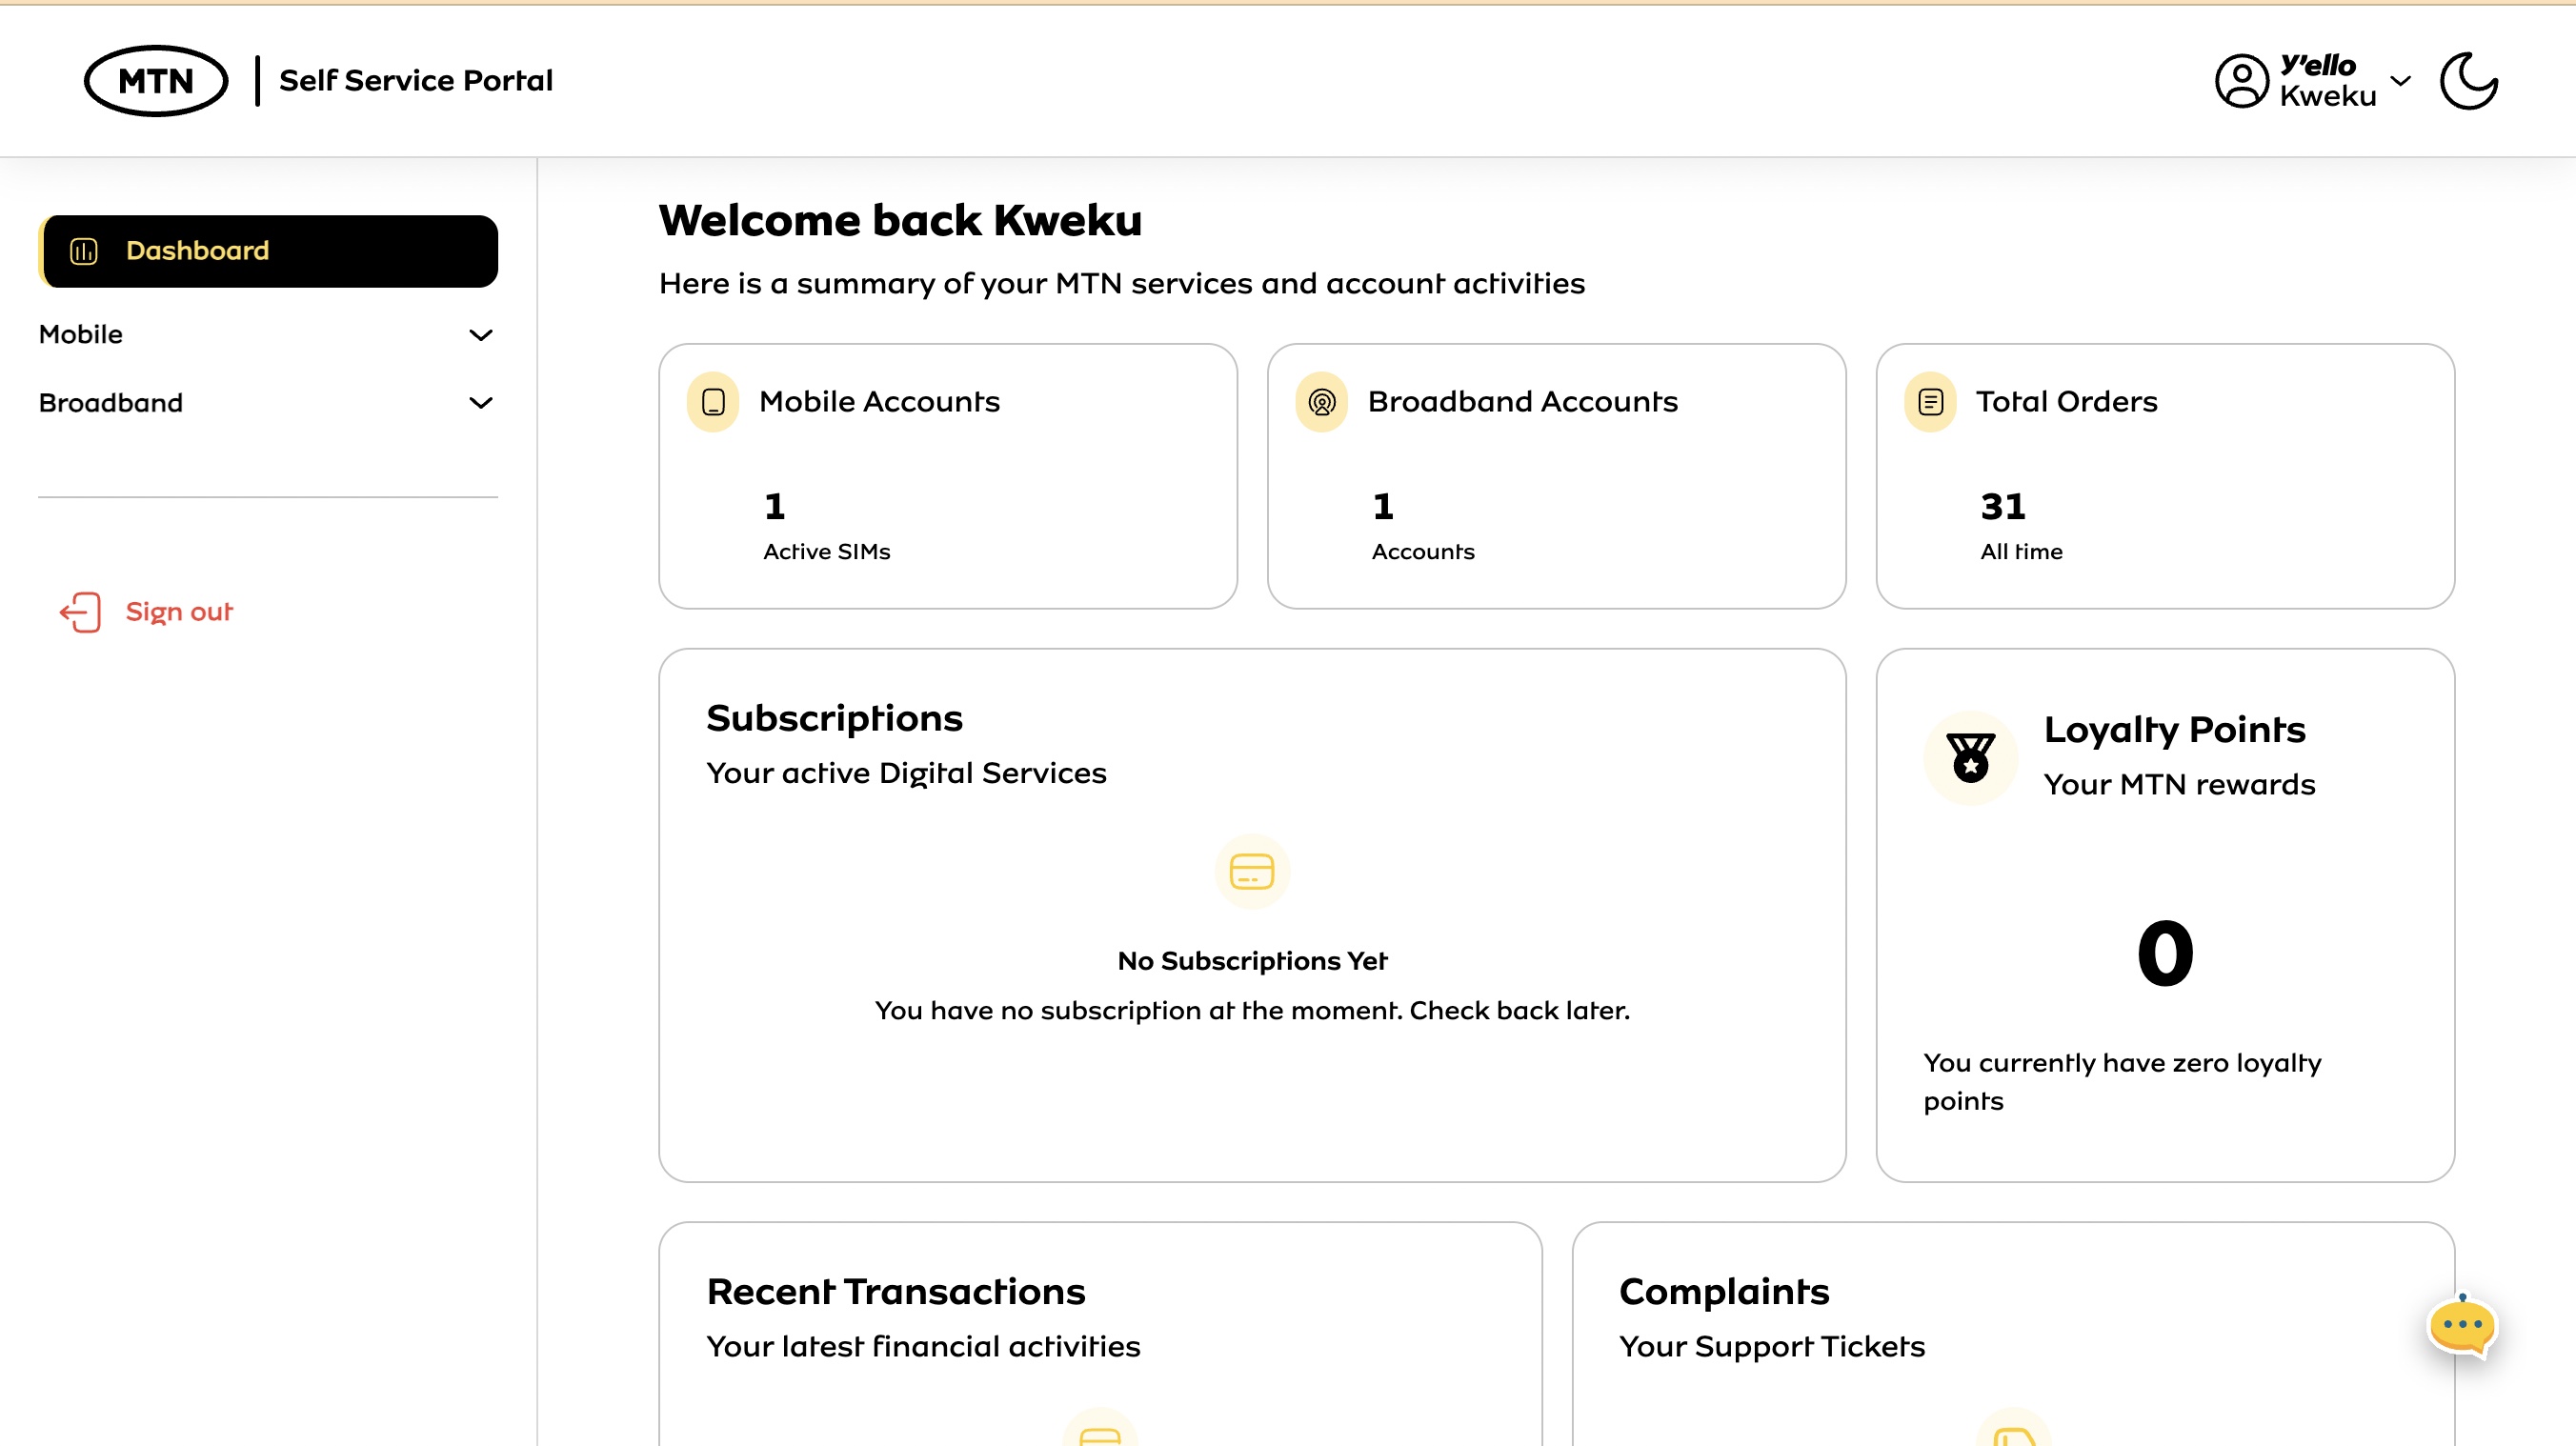 MTN
Self Service Portal
y'ello
Kweku
Dashboard
Mobile
Broadband
Sign out
Welcome back Kweku
Here is a summary of your MTN services and account activities
Mobile Accounts
1
Active SIMs
Broadband Accounts
1
Accounts
Total Orders
31
All time
Subscriptions
Your active Digital Services
No Subscriptions Yet
You have no subscription at the moment. Check back later.
Loyalty Points
Your MTN rewards
0
You currently have zero loyalty
points
Recent Transactions
Your latest financial activities
Complaints
Your Support Tickets